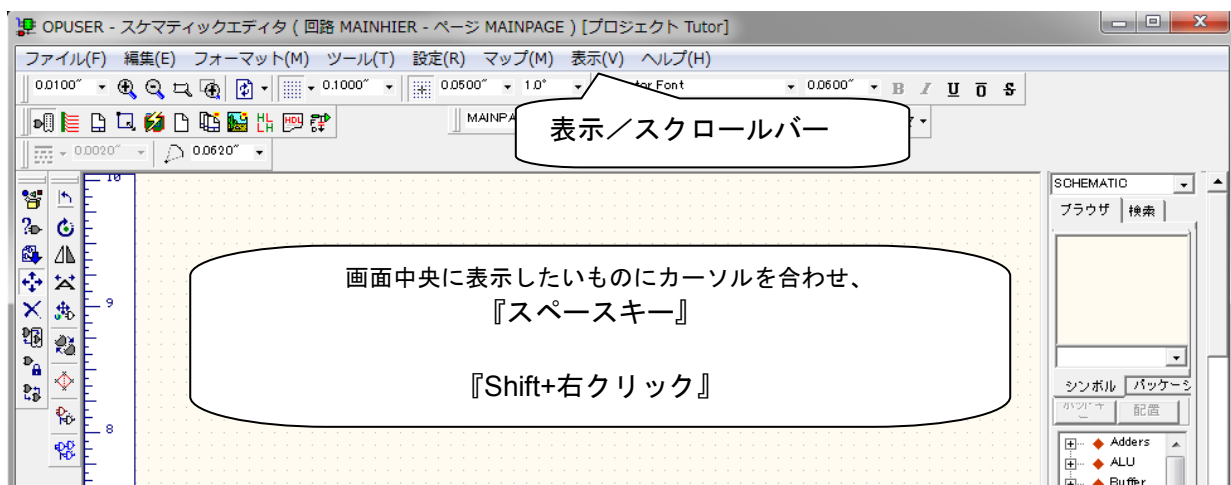 OPUSER - スケマティックエディタ ( 回路 MAINHIER - ページ MAINPAGE ) [プロジェクト Tutor]
ファイル(F) 編集(E) フォーマット(M) ツール(T) 設定(R) マップ(M) 表示(V) ヘルプ(H)
0.0100" 0.1000" 0.0500" 1.0° Font 0.0600" B I U O S
HL LH HDL MAINPA
表示／スクロールバー
0.0020" 0.0620"
10
SCHEMATIC
ブラウザ 検索
画面中央に表示したいものにカーソルを合わせ、
『スペースキー』
9
『Shift+右クリック』
シンボル パッケージ
配置
8
Adders
ALU
Buffer